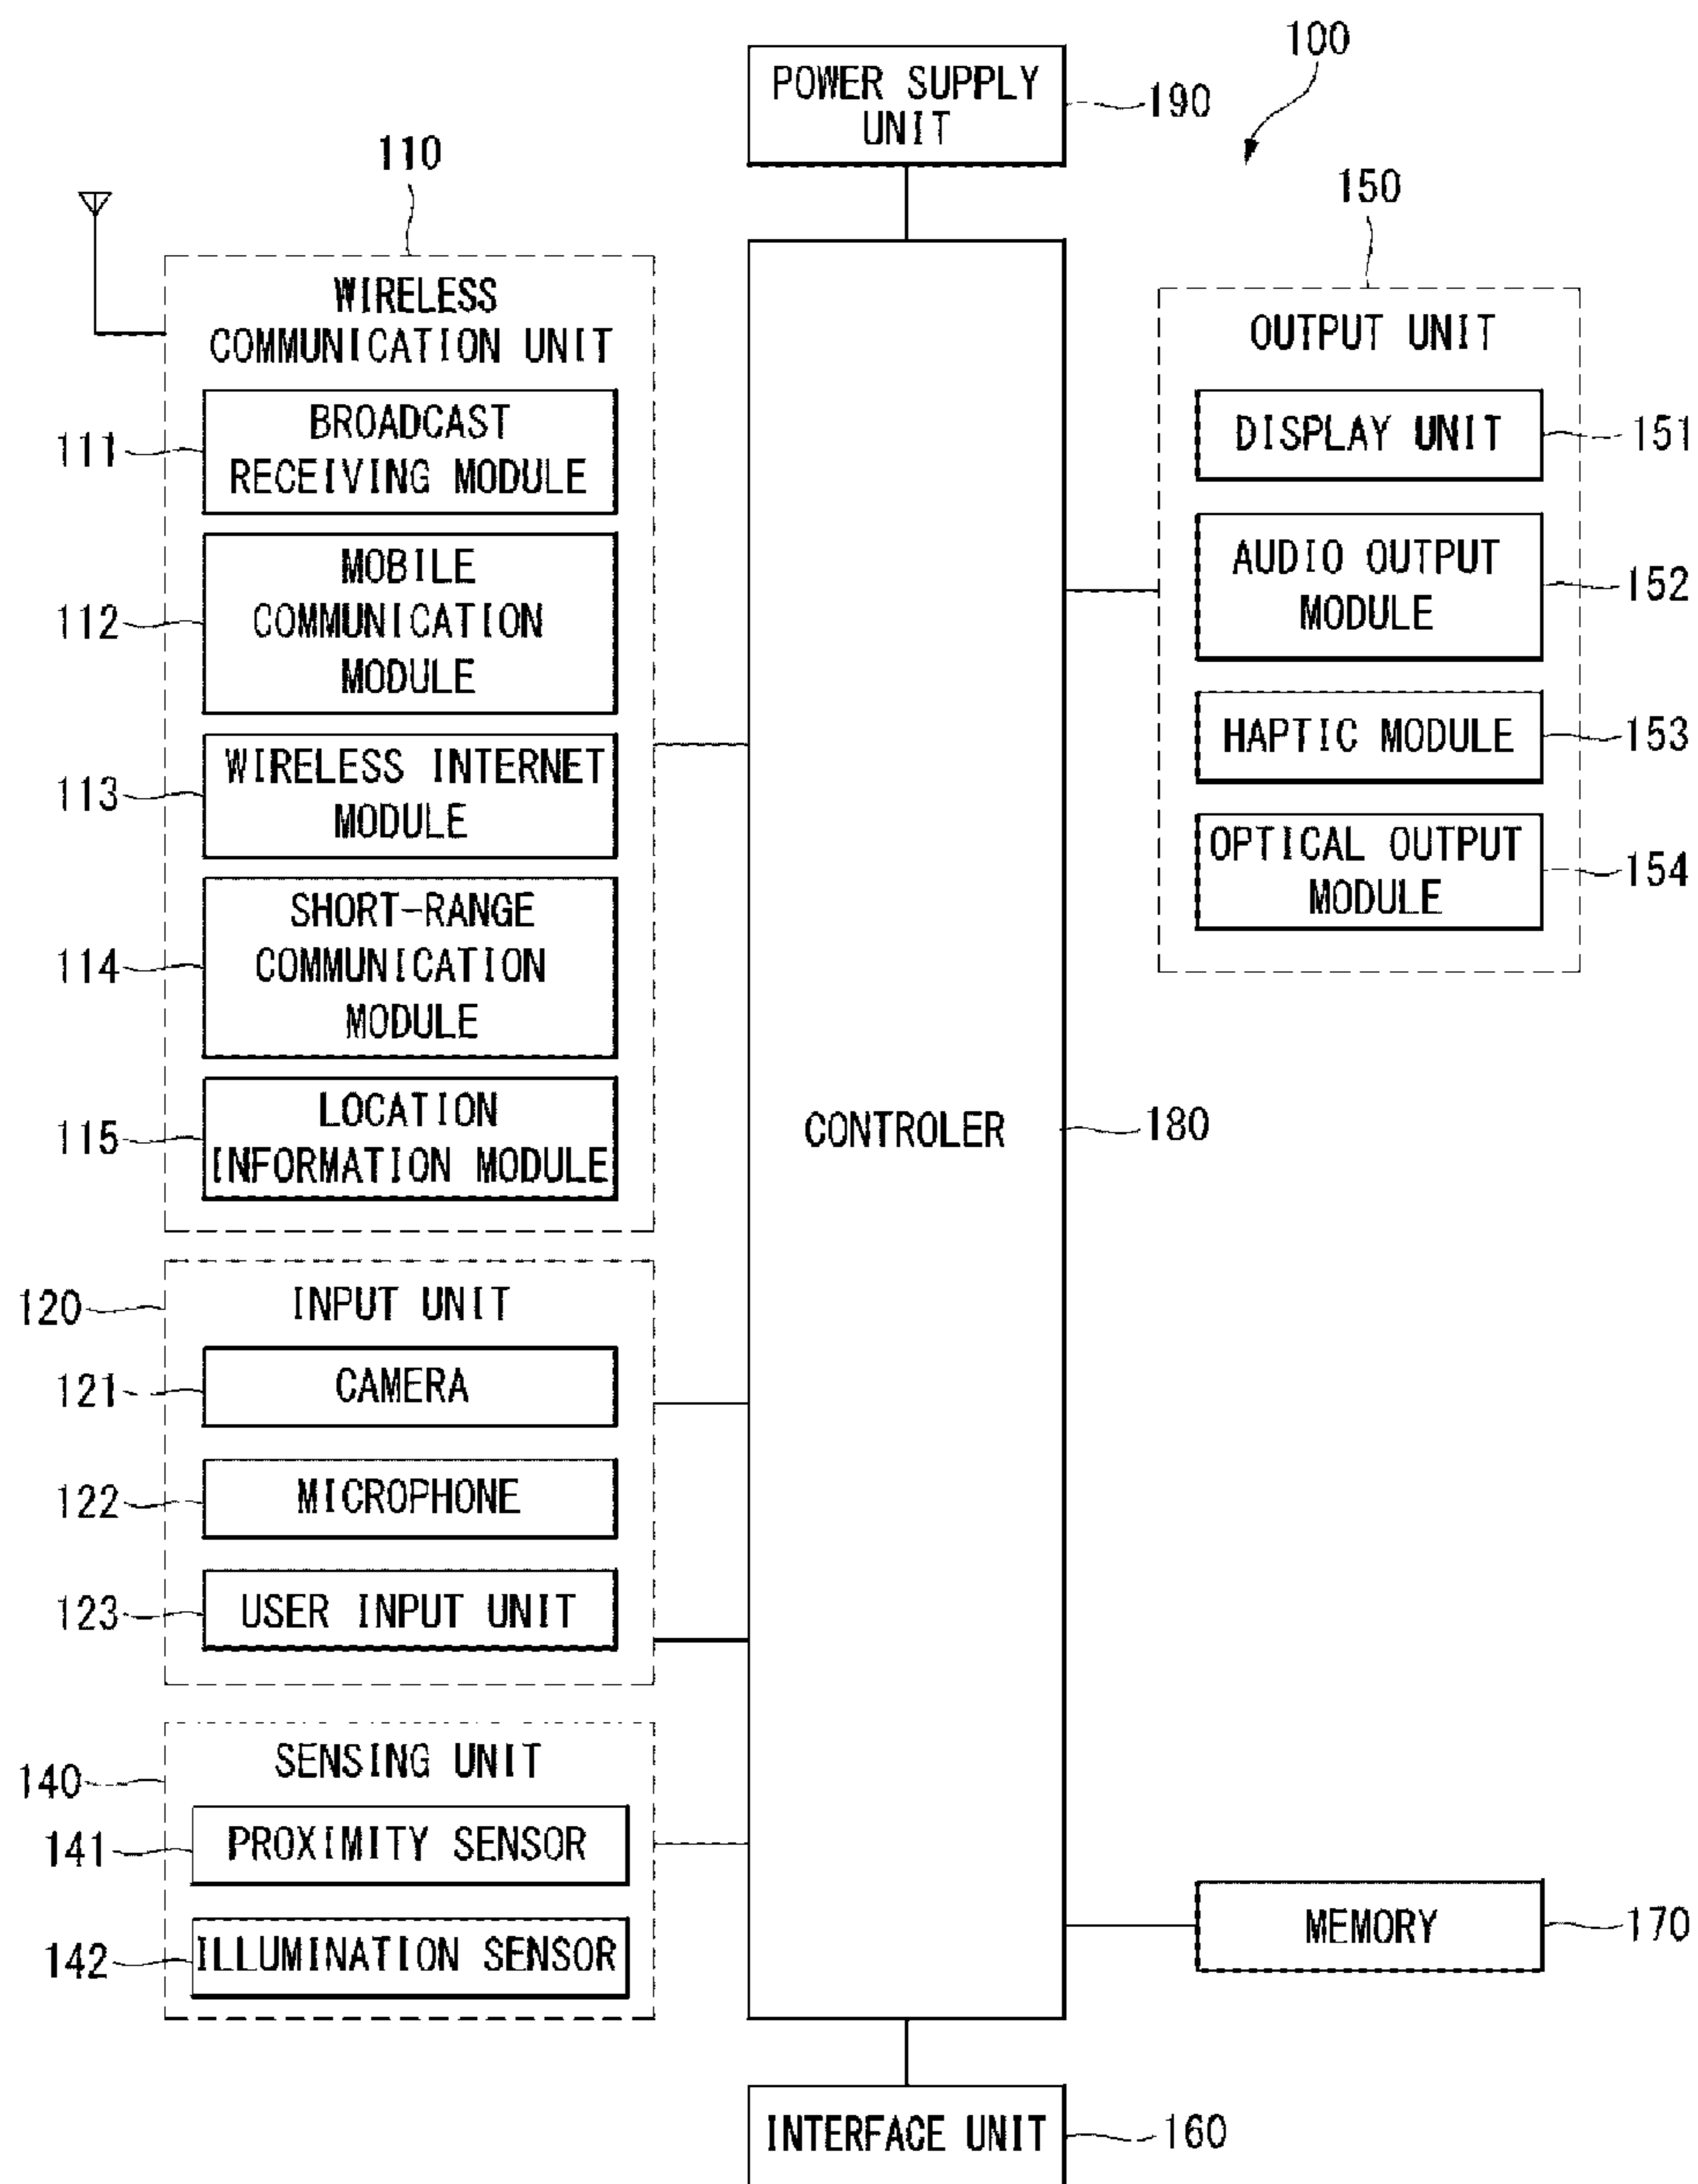 100
POWER SUPPLY
UNIT
190
110
150
WIRELESS
COMMUNICATION UNIT
BROADCAST
RECEIVING MODULE
111
MOBILE
COMMUNICATION
MODULE
112
WIRELESS INTERNET
MODULE
113
SHORT-RANGE
COMMUNICATION
MODULE
114
LOCATION
INFORMATION MODULE
115
OUTPUT UNIT
DISPLAY UNIT
151
AUDIO OUTPUT
MODULE
152
HAPTIC MODULE
153
OPTICAL OUTPUT
MODULE
154
CONTROLER
180
120
INPUT UNIT
121
CAMERA
122
MICROPHONE
123
USER INPUT UNIT
140
SENSING UNIT
141
PROXIMITY SENSOR
142
ILLUMINATION SENSOR
MEMORY
170
INTERFACE UNIT
160